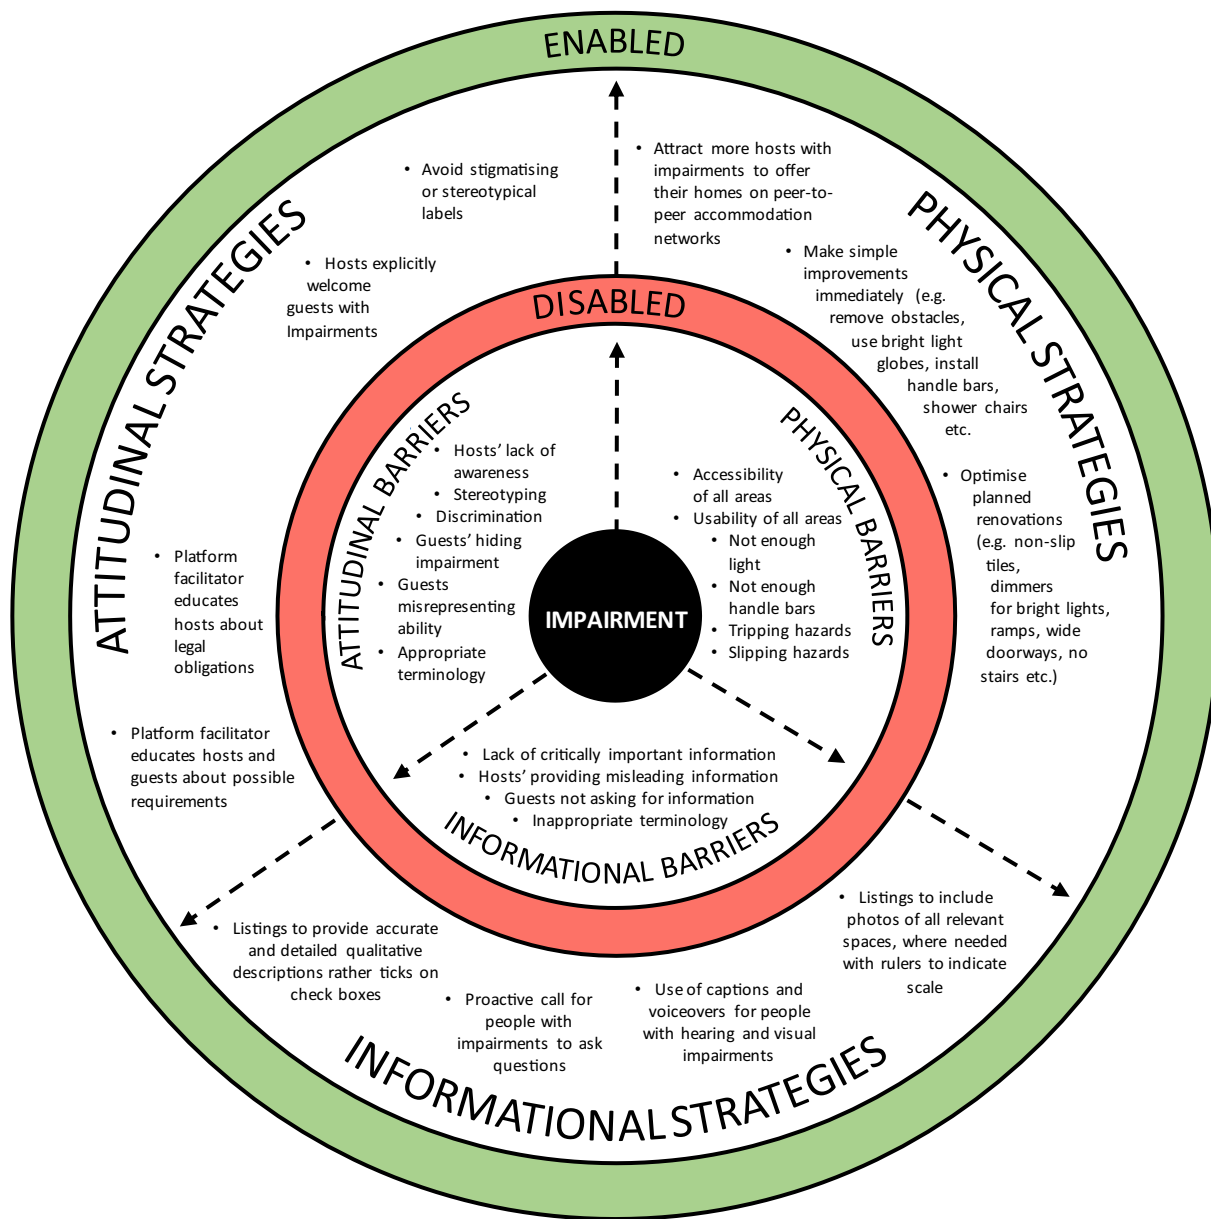 ENABLED
ATTITUDINAL STRATEGIES
• Avoid stigmatising
or stereotypical
labels
• Hosts explicitly
welcome
guests with
Impairments
• Platform
facilitator
educates
hosts about
legal
obligations
• Platform facilitator
educates hosts and
guests about possible
requirements
PHYSICAL STRATEGIES
• Attract more hosts with
impairments to offer
their homes on peer-to-
peer accommodation
networks
• Make simple
improvements
immediately (e.g.
remove obstacles,
use bright light
globes, install
handle bars,
shower chairs
etc.
• Optimise
planned
renovations
(e.g. non-slip
tiles,
dimmers
for bright lights,
ramps, wide
doorways, no
stairs etc.)
DISABLED
ATTITUDINAL BARRIERS
• Hosts' lack of
awareness
• Stereotyping
• Discrimination
• Guests' hiding
impairment
• Guests
misrepresenting
ability
• Appropriate
terminology
PHYSICAL BARRIERS
• Accessibility
of all areas
• Usability of all areas
• Not enough
light
• Not enough
handle bars
• Tripping hazards
• Slipping hazards
IMPAIRMENT
• Lack of critically important information
• Hosts' providing misleading information
• Guests not asking for information
• Inappropriate terminology
INFORMATIONAL BARRIERS
• Listings to provide accurate
and detailed qualitative
descriptions rather ticks on
check boxes
• Proactive call for
people with
impairments to ask
questions
• Use of captions and
voiceovers for people
with hearing and visual
impairments
• Listings to include
photos of all relevant
spaces, where needed
with rulers to indicate
scale
INFORMATIONAL STRATEGIES